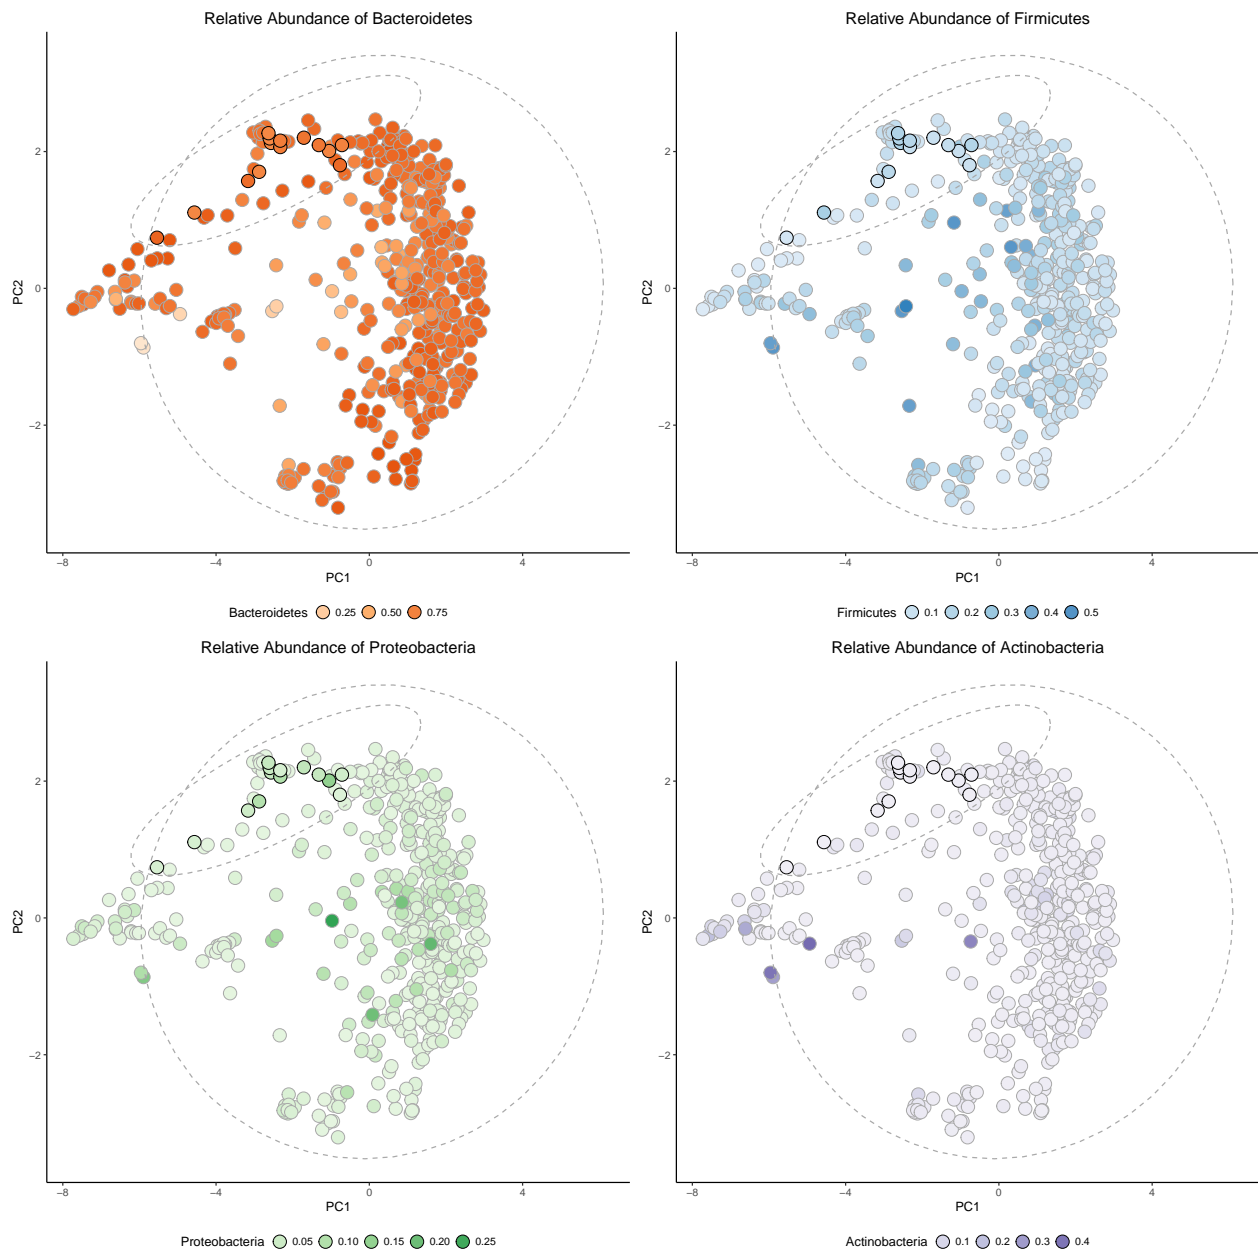 Relative Abundance of Bacteroidetes
2
0
−2
PC2
−8 −4 0 4
PC1
Bacteroidetes 0.25 0.50 0.75
Relative Abundance of Firmicutes
2
0
−2
PC2
−8 −4 0 4
PC1
Firmicutes 0.1 0.2 0.3 0.4 0.5
Relative Abundance of Proteobacteria
2
0
−2
PC2
−8 −4 0 4
PC1
Proteobacteria 0.05 0.10 0.15 0.20 0.25
Relative Abundance of Actinobacteria
2
0
−2
PC2
−8 −4 0 4
PC1
Actinobacteria 0.1 0.2 0.3 0.4